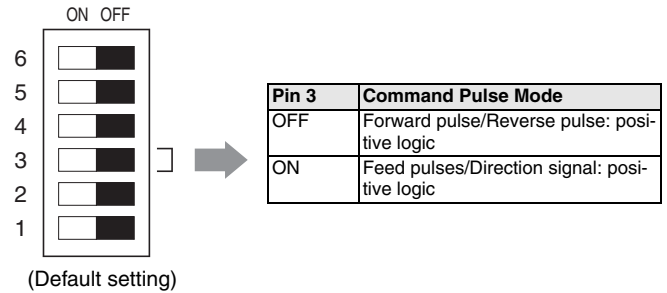 ON OFF
6
5
4
3
2
1
(Default setting)
Pin 3 Command Pulse Mode
OFF Forward pulse/Reverse pulse: posi-
tive logic
ON Feed pulses/Direction signal: posi-
tive logic